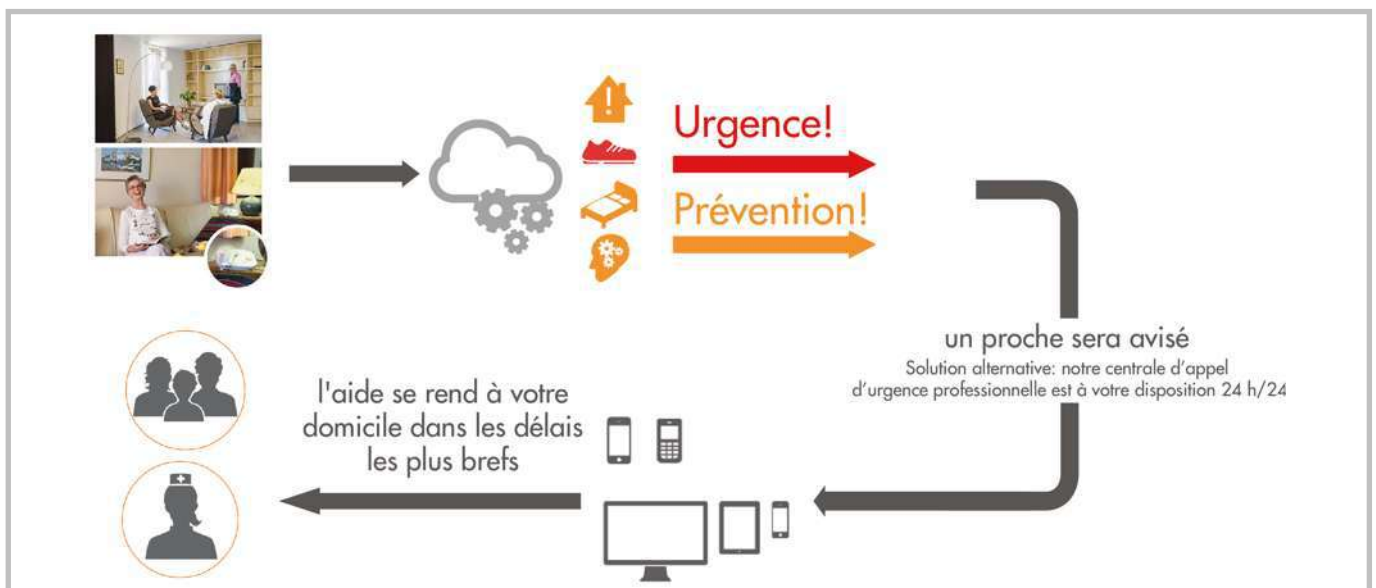 Urgence!
Prévention!
un proche sera avisé
Solution alternative: notre centrale d'appel
d'urgence professionnelle est à votre disposition 24 h/24
l'aide se rend à votre
domicile dans les délais
les plus brefs